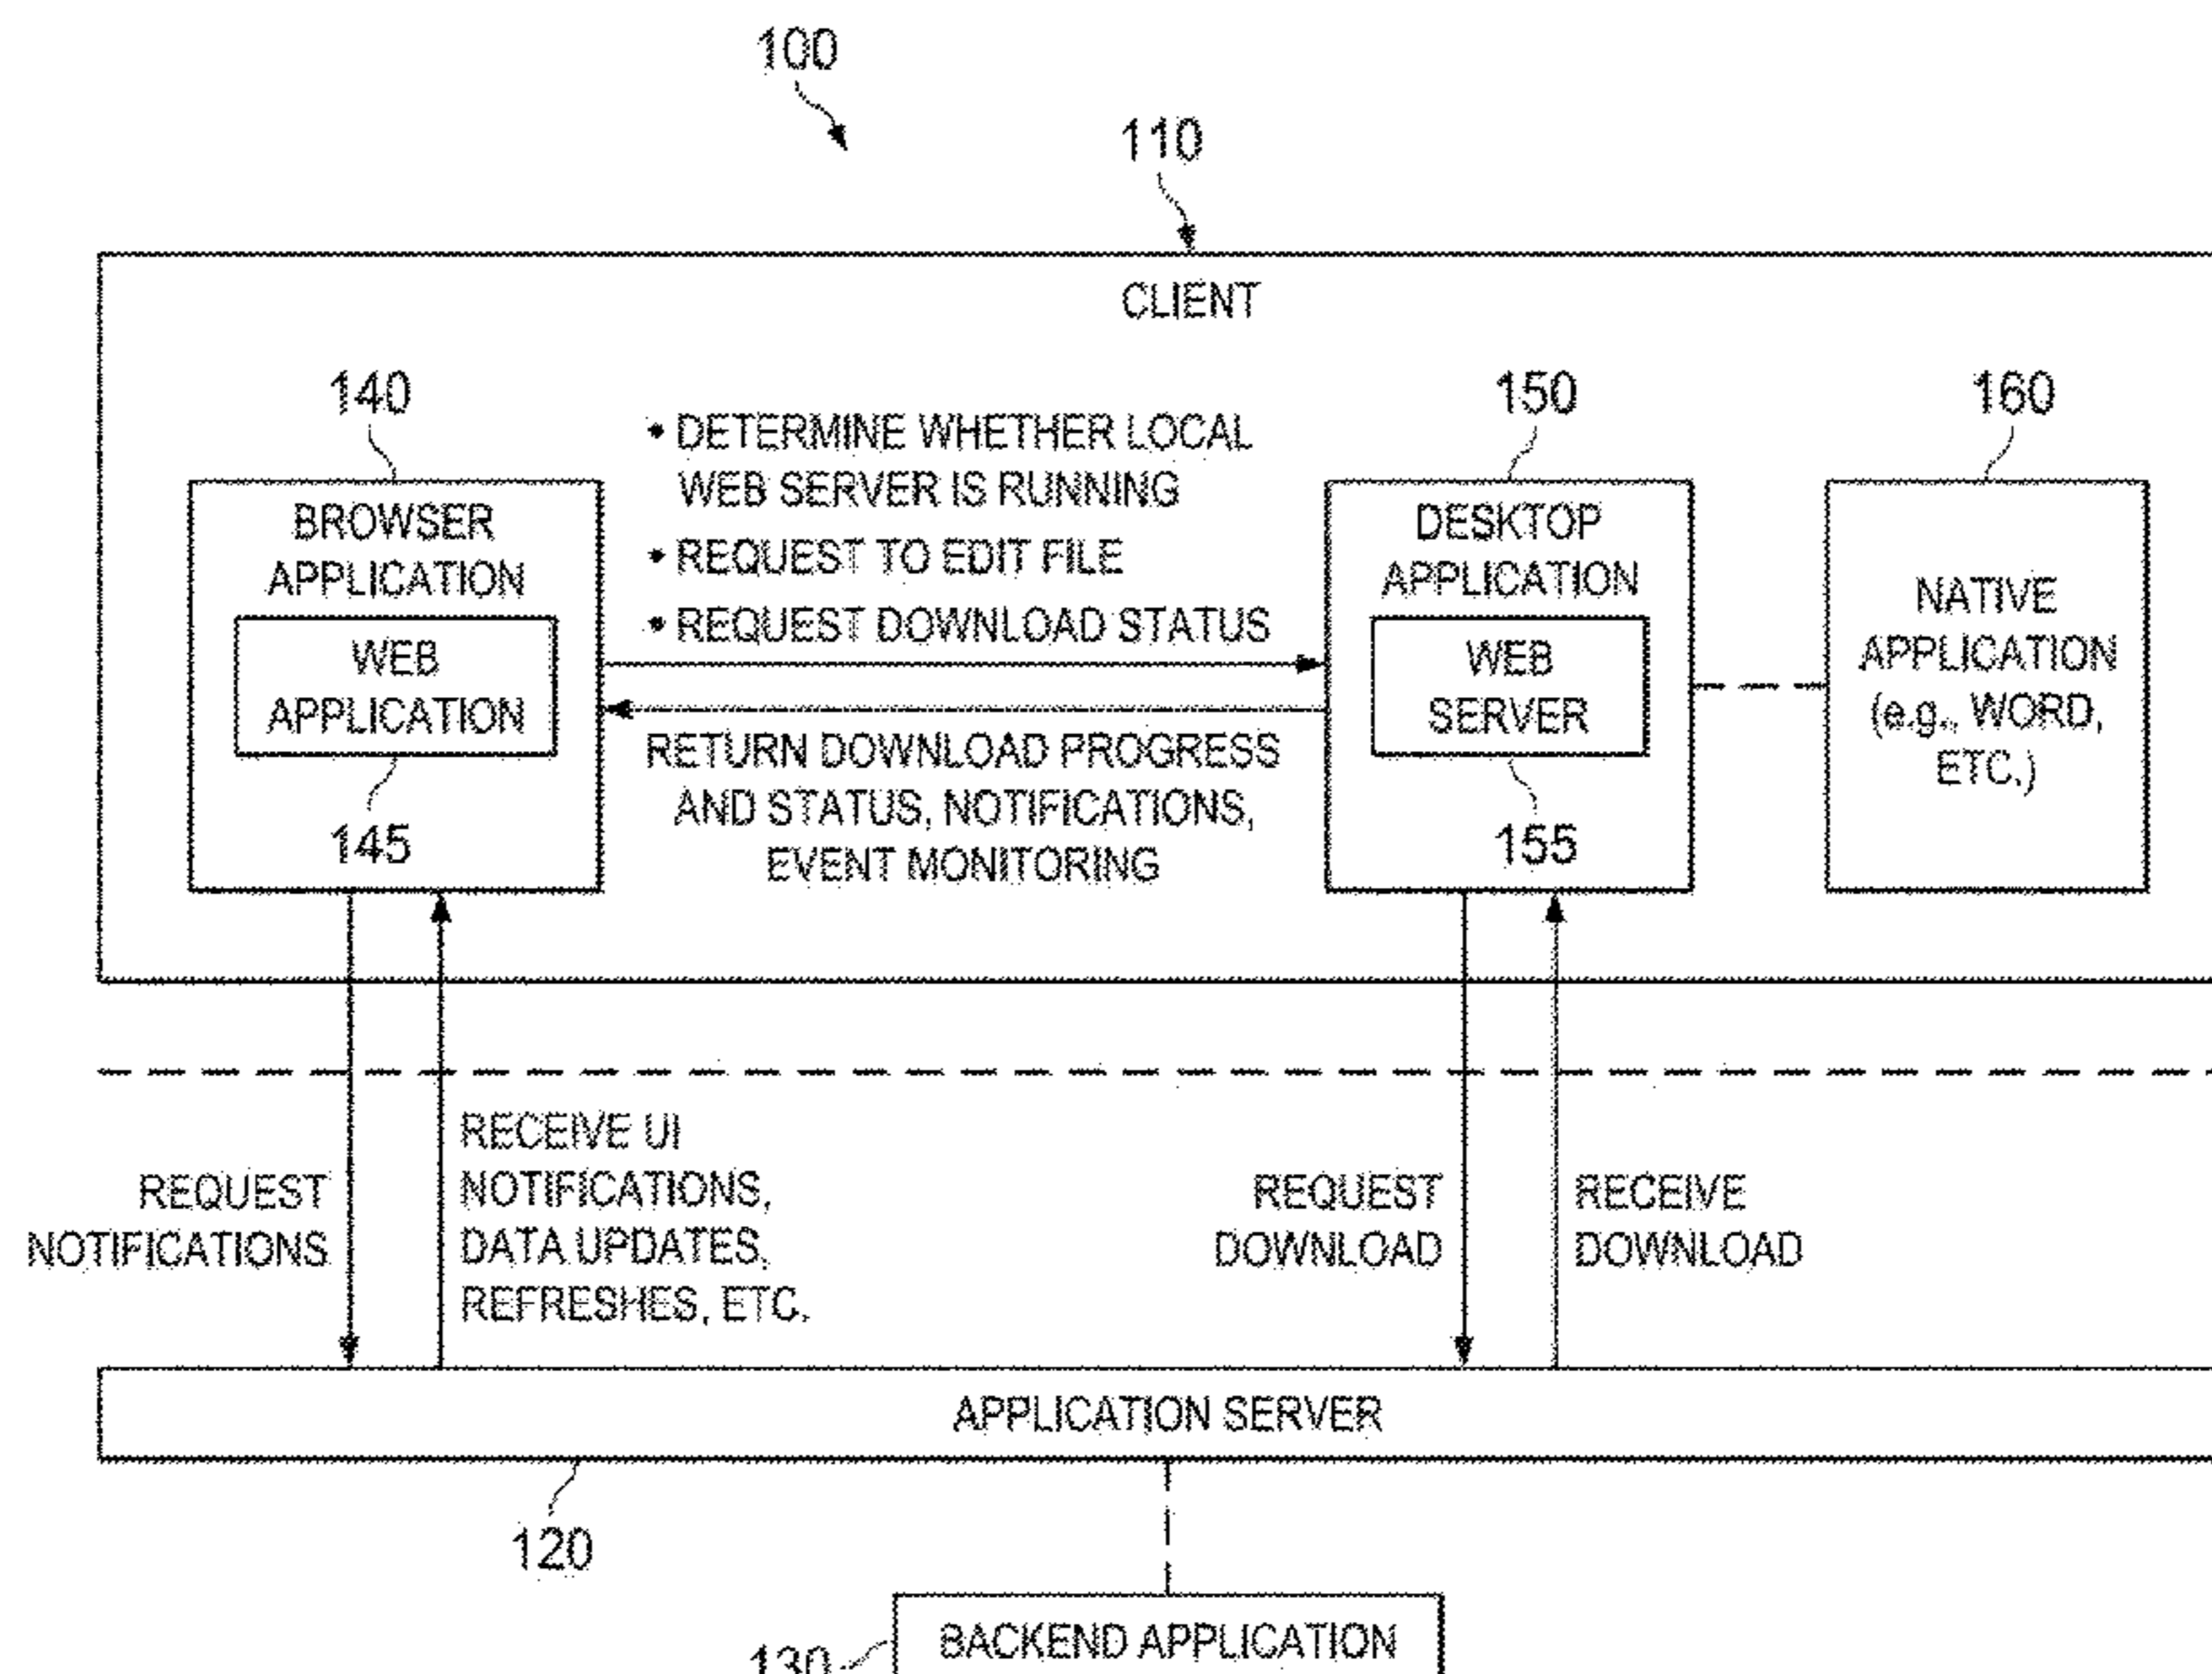 100
110
CLIENT
140
150
160
• DETERMINE WHETHER LOCAL
WEB SERVER IS RUNNING
• REQUEST TO EDIT FILE
• REQUEST DOWNLOAD STATUS
BROWSER
APPLICATION
WEB
APPLICATION
145
RETURN DOWNLOAD PROGRESS
AND STATUS, NOTIFICATIONS,
EVENT MONITORING
DESKTOP
APPLICATION
WEB
SERVER
155
NATIVE
APPLICATION
(e.g., WORD,
ETC.)
REQUEST
NOTIFICATIONS
RECEIVE UI
NOTIFICATIONS,
DATA UPDATES,
REFRESHES, ETC.
REQUEST
DOWNLOAD
RECEIVE
DOWNLOAD
APPLICATION SERVER
120
BACKEND APPLICATION
130